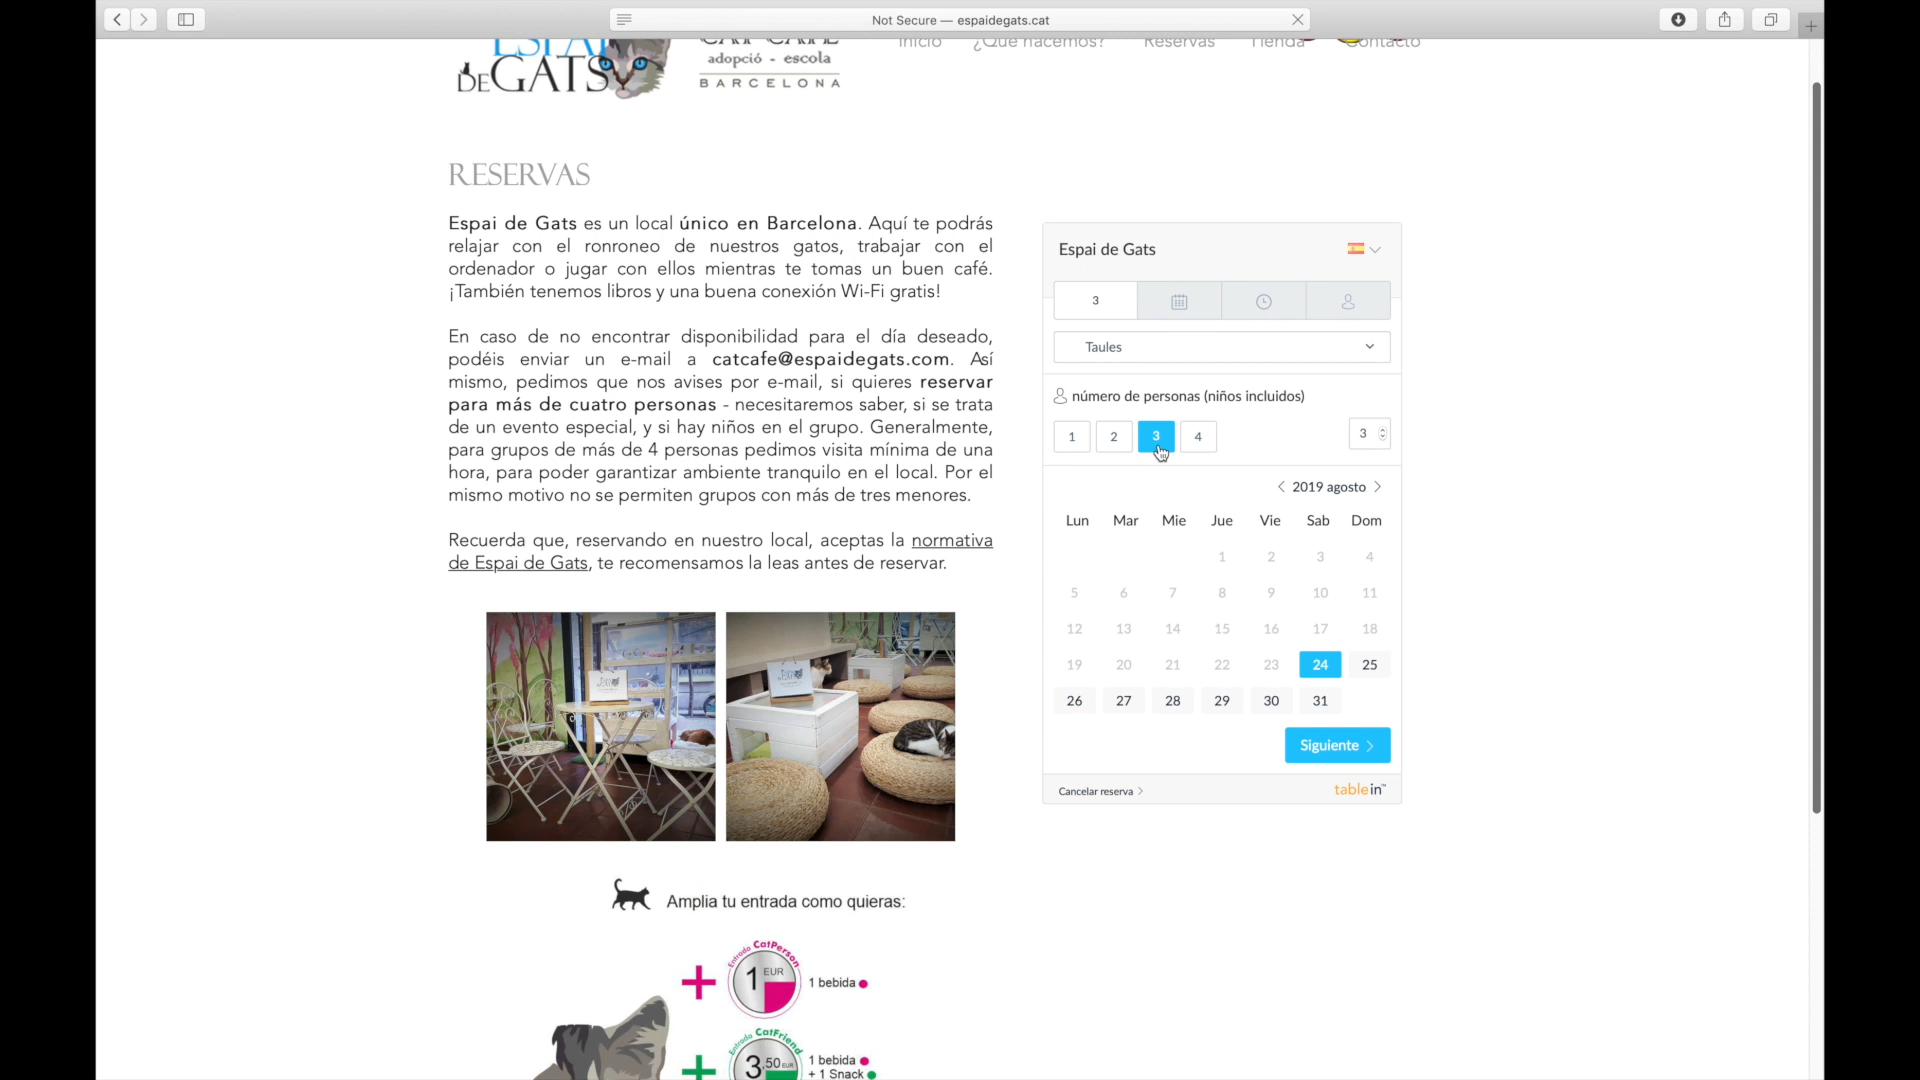 Not Secure — espaidegats.cat
ESPAI
DE GATS
CAT CAFÈ
adopció - escola
BARCELONA
Inicio ¿Qué hacemos? Reservas Tienda Contacto
RESERVAS
Espai de Gats es un local único en Barcelona. Aquí te podrás
relajar con el ronroneo de nuestros gatos, trabajar con el
ordenador o jugar con ellos mientras te tomas un buen café.
¡También tenemos libros y una buena conexión Wi-Fi gratis!
En caso de no encontrar disponibilidad para el día deseado,
podéis enviar un e-mail a catcafe@espaidegats.com. Así
mismo, pedimos que nos avises por e-mail, si quieres reservar
para más de cuatro personas - necesitaremos saber, si se trata
de un evento especial, y si hay niños en el grupo. Generalmente,
para grupos de más de 4 personas pedimos visita mínima de una
hora, para poder garantizar ambiente tranquilo en el local. Por el
mismo motivo no se permiten grupos con más de tres menores.
Recuerda que, reservando en nuestro local, aceptas la normativa
de Espai de Gats, te recomensamos la leas antes de reservar.
Espai de Gats
3
Taules
número de personas (niños incluidos)
1 2 3 4 3
2019 agosto
Lun Mar Mie Jue Vie Sab Dom
1 2 3 4
5 6 7 8 9 10 11
12 13 14 15 16 17 18
19 20 21 22 23 24 25
26 27 28 29 30 31
Siguiente
Cancelar reserva
tablein™
Amplia tu entrada como quieras:
Entrada CatPerson
+ 1 EUR 1 bebida
Entrada CatFriend
+ 3,50 EUR 1 bebida
+ 1 Snack